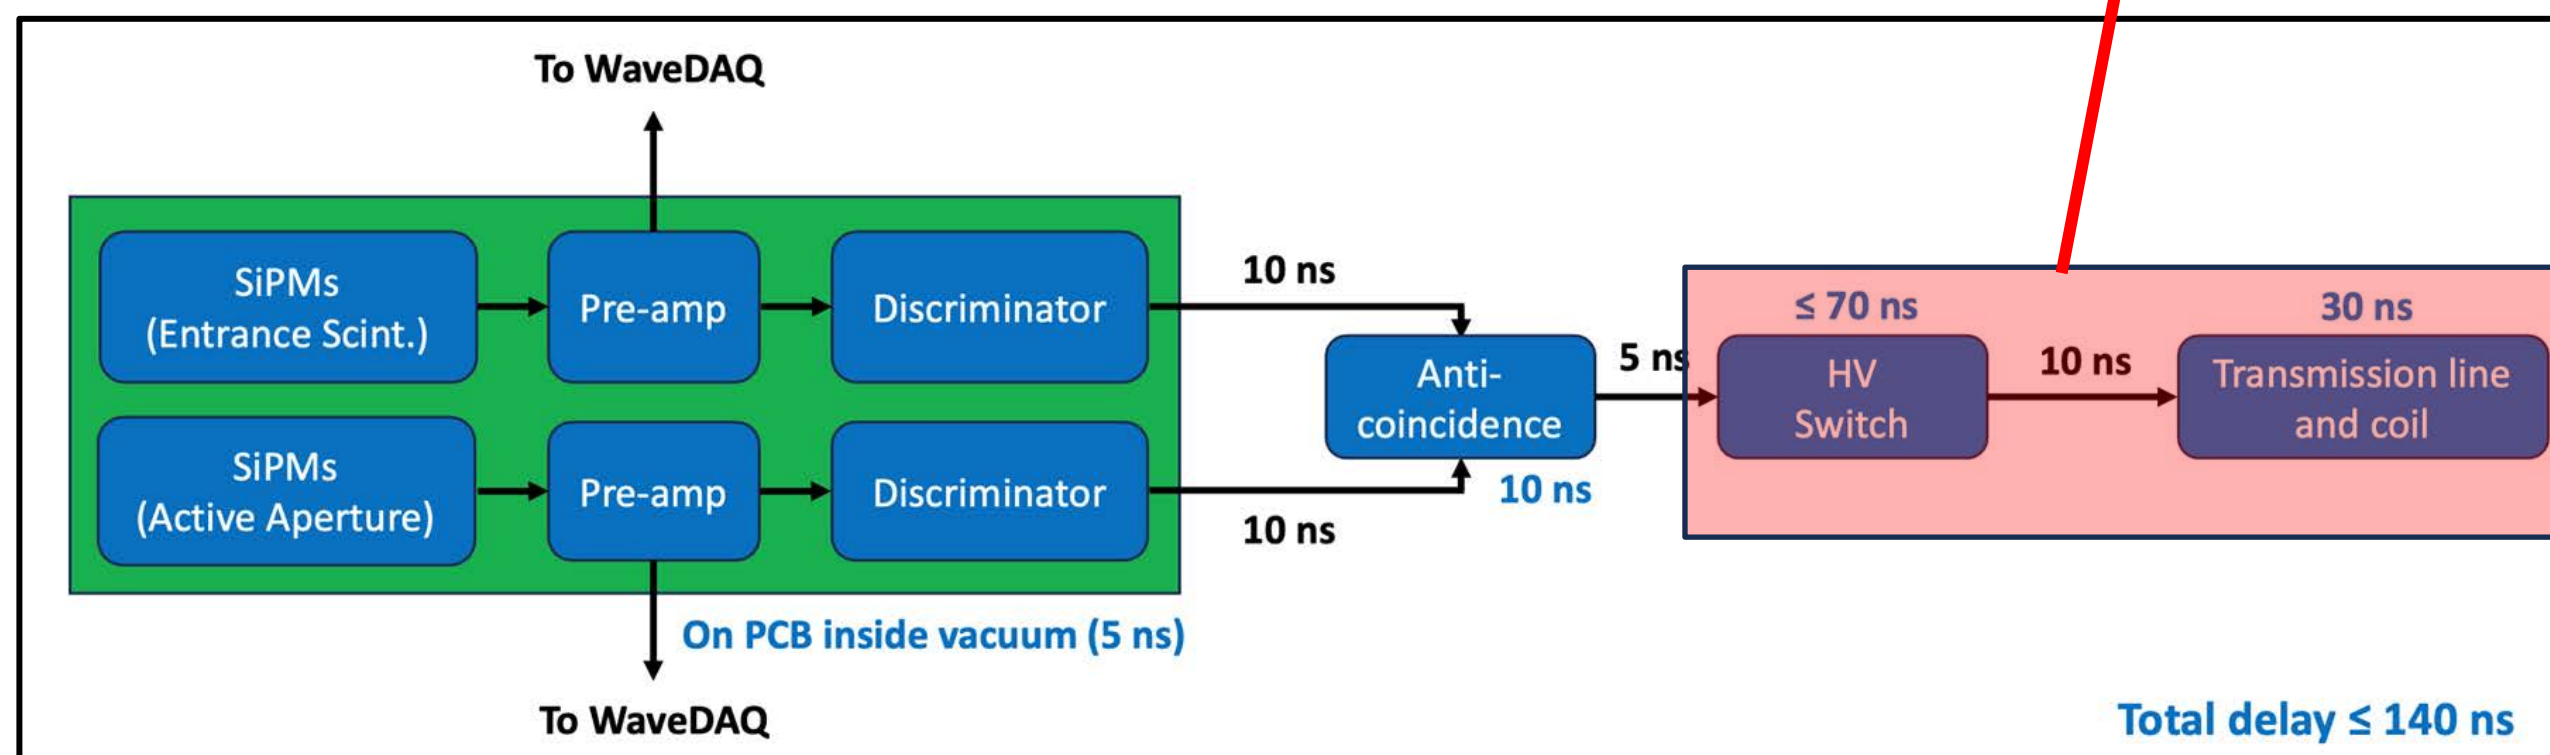 To WaveDAQ
SiPMs
(Entrance Scint.)
Pre-amp
Discriminator
10 ns
SiPMs
(Active Aperture)
Pre-amp
Discriminator
10 ns
Anti-
coincidence
10 ns
5 ns
≤ 70 ns
HV
Switch
10 ns
30 ns
Transmission line
and coil
On PCB inside vacuum (5 ns)
To WaveDAQ
Total delay ≤ 140 ns